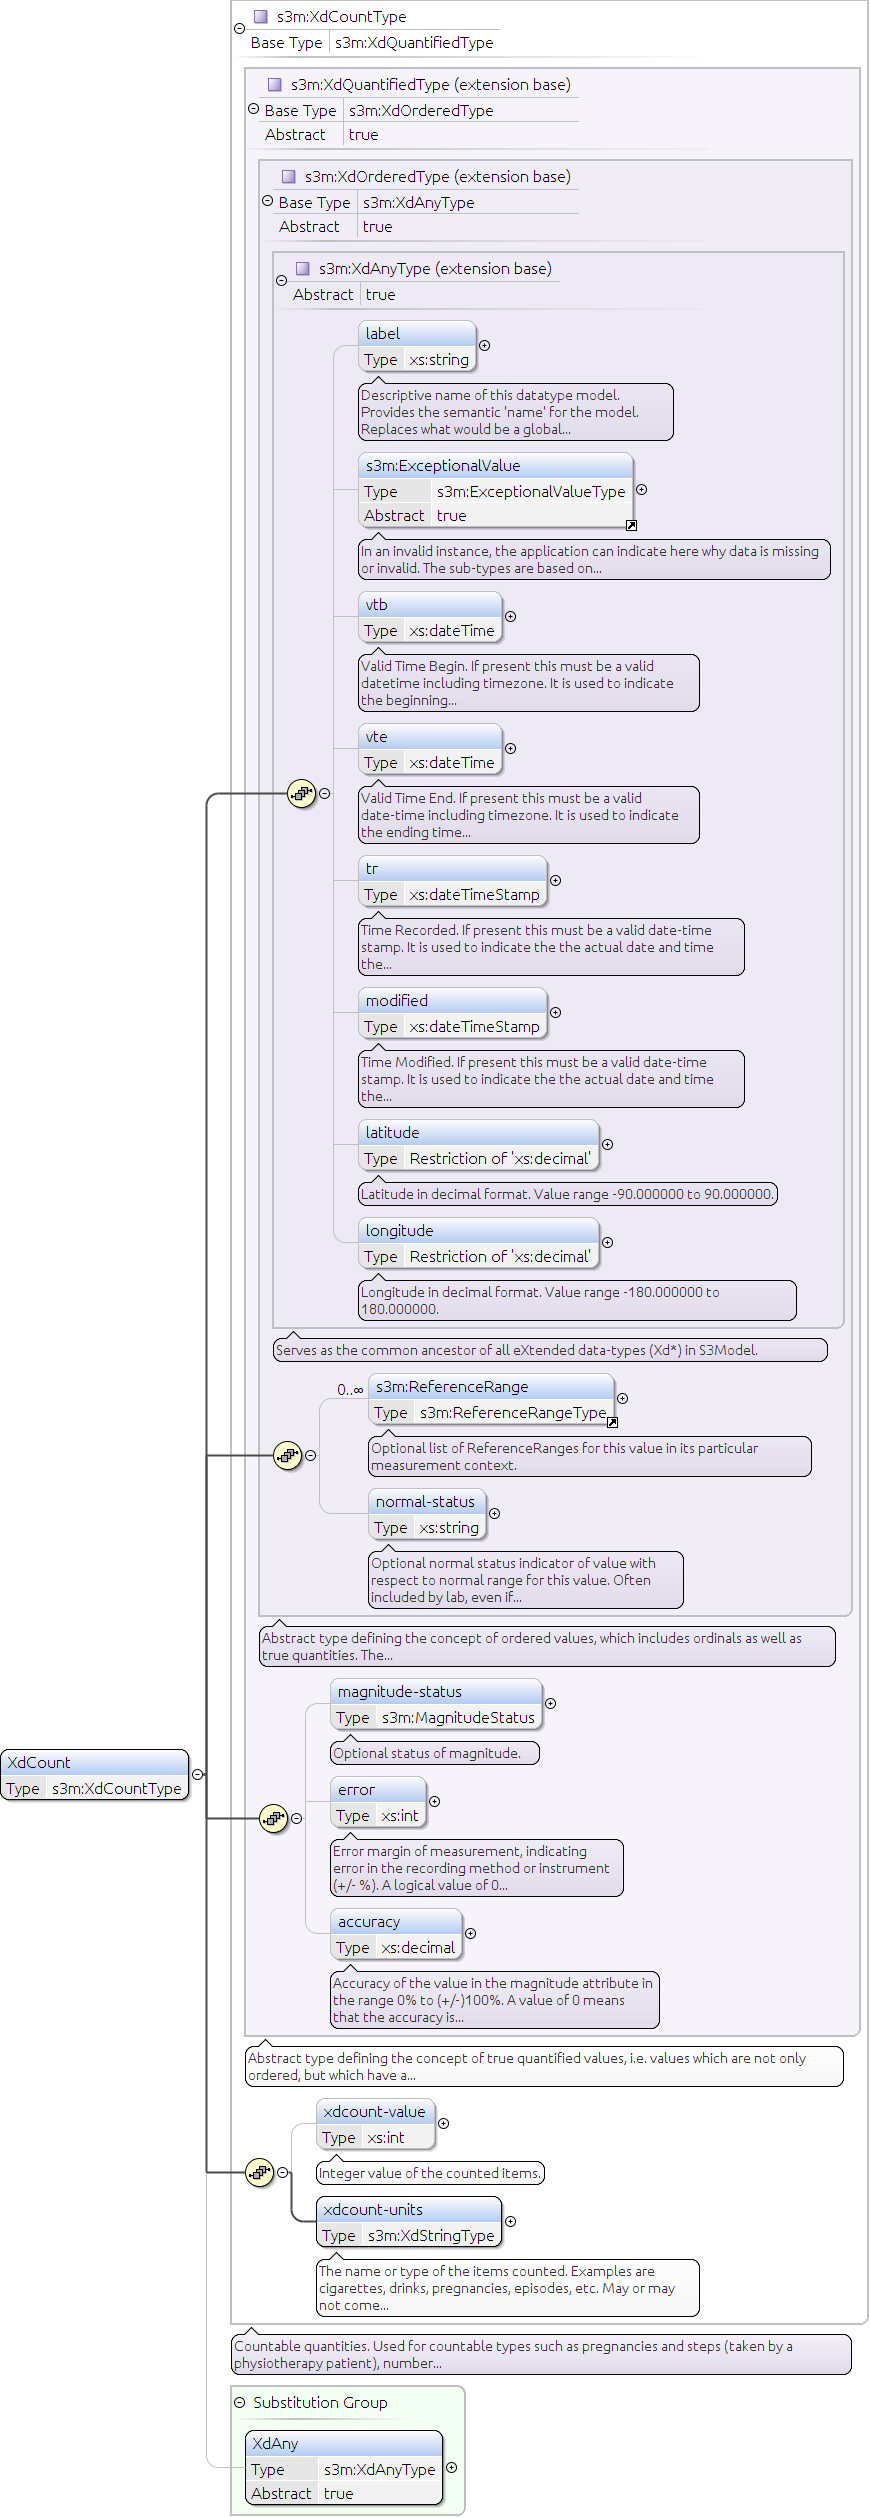 s3m:XdCountType
Base Type s3m:XdQuantifiedType
s3m:XdQuantifiedType (extension base)
Base Type s3m:XdOrderedType
Abstract true
s3m:XdOrderedType (extension base)
Base Type s3m:XdAnyType
Abstract true
s3m:XdAnyType (extension base)
Abstract true
label
Type xs:string
Descriptive name of this datatype model.
Provides the semantic 'name' for the model.
Replaces what would be a global...
s3m:ExceptionalValue
Type s3m:ExceptionalValueType
Abstract true
In an invalid instance, the application can indicate here why data is missing
or invalid. The sub-types are based on...
vtb
Type xs:dateTime
Valid Time Begin. If present this must be a valid
datetime including timezone. It is used to indicate
the beginning...
vte
Type xs:dateTime
Valid Time End. If present this must be a valid
date-time including timezone. It is used to indicate
the ending time...
tr
Type xs:dateTimeStamp
Time Recorded. If present this must be a valid date-time
stamp. It is used to indicate the the actual date and time
the...
modified
Type xs:dateTimeStamp
Time Modified. If present this must be a valid date-time
stamp. It is used to indicate the the actual date and time
the...
latitude
Type Restriction of 'xs:decimal'
Latitude in decimal format. Value range -90.000000 to 90.000000.
longitude
Type Restriction of 'xs:decimal'
Longitude in decimal format. Value range -180.000000 to
180.000000.
Serves as the common ancestor of all eXtended data-types (Xd*) in S3Model.
0..∞ s3m:ReferenceRange
Type s3m:ReferenceRangeType
Optional list of ReferenceRanges for this value in its particular
measurement context.
normal-status
Type xs:string
Optional normal status indicator of value with
respect to normal range for this value. Often
included by lab, even if...
Abstract type defining the concept of ordered values, which includes ordinals as well as
true quantities. The...
magnitude-status
Type s3m:MagnitudeStatus
Optional status of magnitude.
XdCount
Type s3m:XdCountType
error
Type xs:int
Error margin of measurement, indicating
error in the recording method or instrument
(+/- %). A logical value of 0...
accuracy
Type xs:decimal
Accuracy of the value in the magnitude attribute in
the range 0% to (+/-)100%. A value of 0 means
that the accuracy is...
Abstract type defining the concept of true quantified values, i.e. values which are not only
ordered, but which have a...
xdcount-value
Type xs:int
Integer value of the counted items.
xdcount-units
Type s3m:XdStringType
The name or type of the items counted. Examples are
cigarettes, drinks, pregnancies, episodes, etc. May or may
not come...
Countable quantities. Used for countable types such as pregnancies and steps (taken by a
physiotherapy patient), number...
Substitution Group
XdAny
Type s3m:XdAnyType
Abstract true